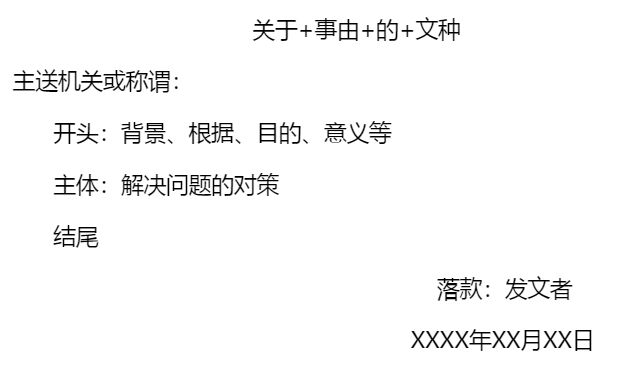 关于+事由+的+文种
主送机关或称谓：
开头：背景、根据、目的、意义等
主体：解决问题的对策
结尾
落款：发文者
XXXX年XX月XX日